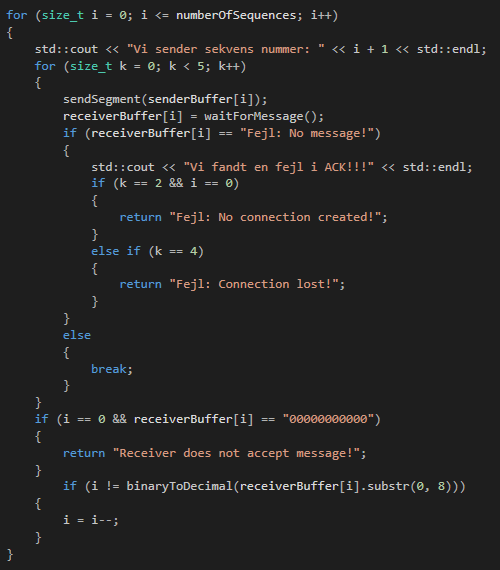 for (size_t i = 0; i <= numberOfSequences; i++)
{
    std::cout << "Vi sender sekvens nummer: " << i + 1 << std::endl;
    for (size_t k = 0; k < 5; k++)
    {
        sendSegment(senderBuffer[i]);
        receiverBuffer[i] = waitForMessage();
        if (receiverBuffer[i] == "Fejl: No message!")
        {
            std::cout << "Vi fandt en fejl i ACK!!!" << std::endl;
            if (k == 2 && i == 0)
            {
                return "Fejl: No connection created!";
            }
            else if (k == 4)
            {
                return "Fejl: Connection lost!";
            }
        }
        else
        {
            break;
        }
    }
    if (i == 0 && receiverBuffer[i] == "00000000000")
    {
        return "Receiver does not accept message!";
    }
        if (i != binaryToDecimal(receiverBuffer[i].substr(0, 8)))
    {
        i = i--;
    }
}